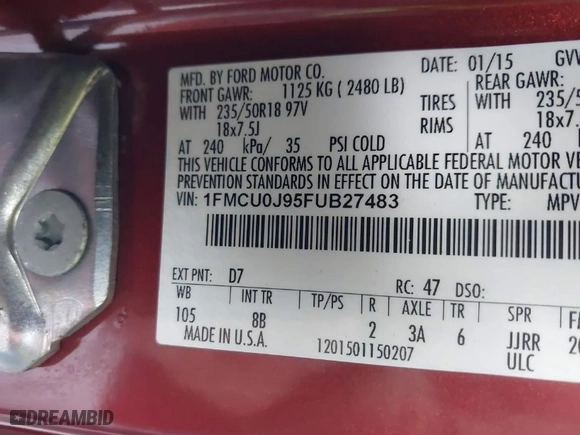 MFD. BY FORD MOTOR CO.
DATE: 01/15
GVW
FRONT GAWR: 1125 KG ( 2480 LB)
REAR GAWR:
WITH 235/50R18 97V
TIRES
WITH 235/50
18x7.5J
RIMS
18x7.
AT 240 kPa/ 35 PSI COLD
AT 240
THIS VEHICLE CONFORMS TO ALL APPLICABLE FEDERAL MOTOR VE
PREVENTION STANDARDS IN EFFECT ON THE DATE OF MANUFACTURE
VIN: 1FMCU0J95FUB27483
TYPE: MPV
EXT PNT: D7
RC: 47 DSO:
WB INT TR TP/PS R AXLE TR SPR
105 8B 2 3A 6 JJRR 20
MADE IN U.S.A.
1201501150207
ULC
DREAMBID